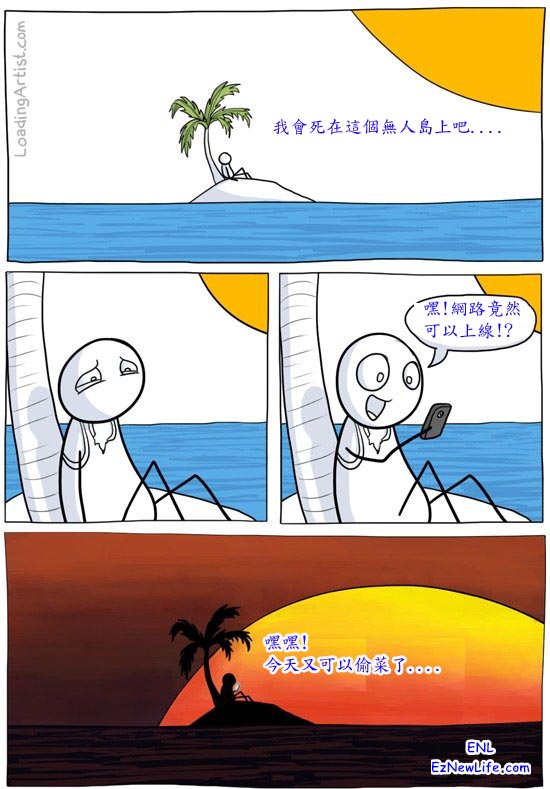 LoadingArtist.com
我會死在這個無人島上吧....
嘿!網路竟然
可以上線!?
嘿嘿!
今天又可以偷菜了....
ENL
EzNewLife.com